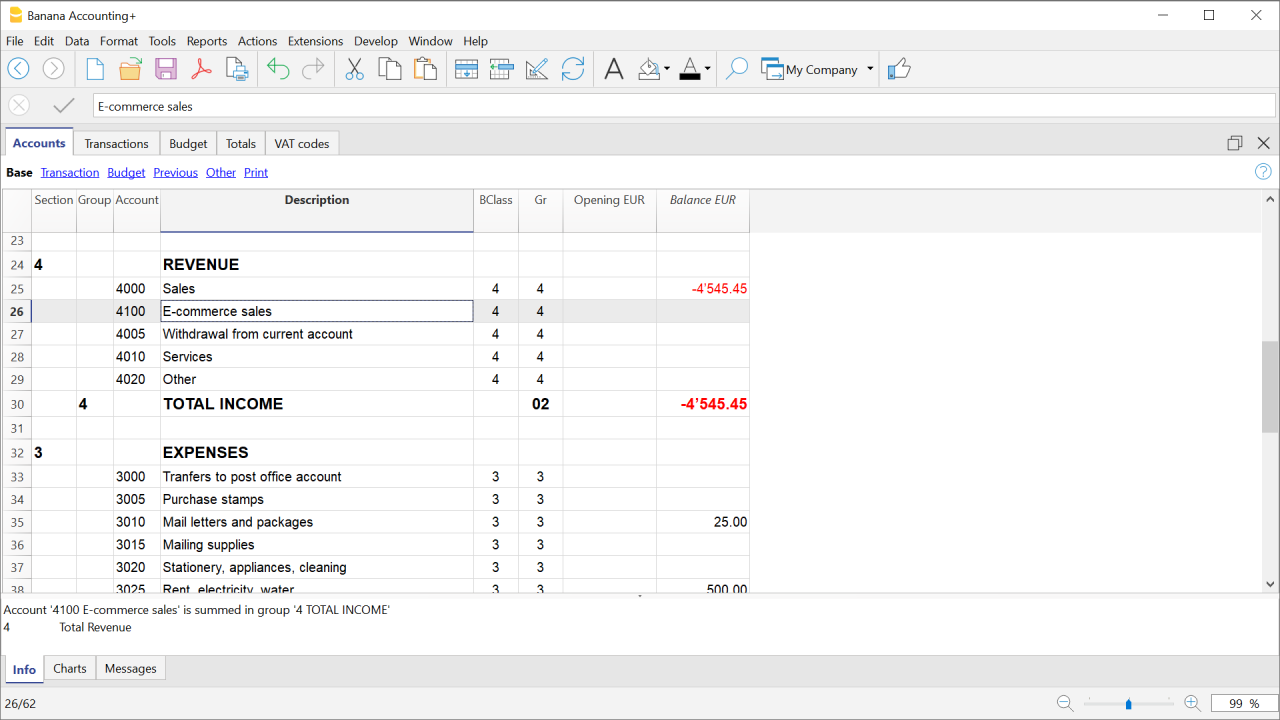 Banana Accounting+
File Edit Data Format Tools Reports Actions Extensions Develop Window Help
My Company
E-commerce sales
Accounts Transactions Budget Totals VAT codes
Base Transaction Budget Previous Other Print
Section Group Account Description BClass Gr Opening EUR Balance EUR
23
24 4 REVENUE
25 4000 Sales 4 4 -4'545.45
26 4100 E-commerce sales 4 4
27 4005 Withdrawal from current account 4 4
28 4010 Services 4 4
29 4020 Other 4 4
30 4 TOTAL INCOME 02 -4'545.45
31
32 3 EXPENSES
33 3000 Tranfers to post office account 3 3
34 3005 Purchase stamps 3 3
35 3010 Mail letters and packages 3 3 25.00
36 3015 Mailing supplies 3 3
37 3020 Stationery, appliances, cleaning 3 3
38 3025 Rent, electricity, water 3 3 500.00
Account '4100 E-commerce sales' is summed in group '4 TOTAL INCOME'
4 Total Revenue
Info Charts Messages
26/62 99 %